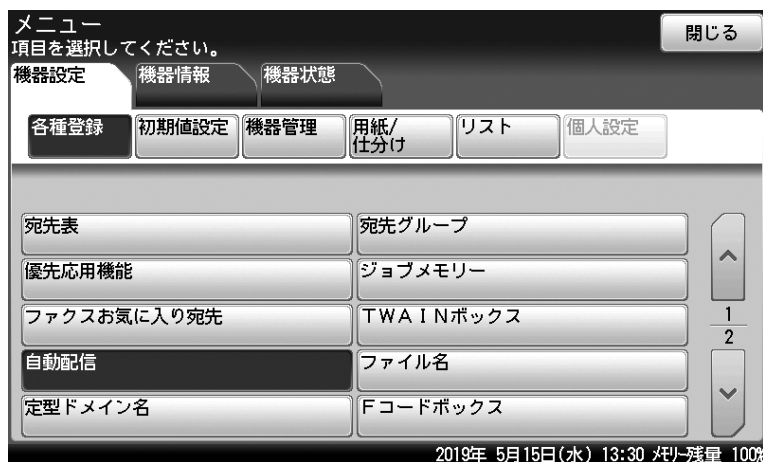 メニュー
項目を選択してください。
閉じる
機器設定
機器情報
機器状態
各種登録
初期値設定
機器管理
用紙/
仕分け
リスト
個人設定
宛先表
宛先グループ
優先応用機能
ジョブメモリー
ファクスお気に入り宛先
ＴＷＡＩＮボックス
自動配信
ファイル名
定型ドメイン名
Ｆコードボックス
1
2
2019年 5月15日(水) 13:30 ﾒﾓﾘｰ残量 100%